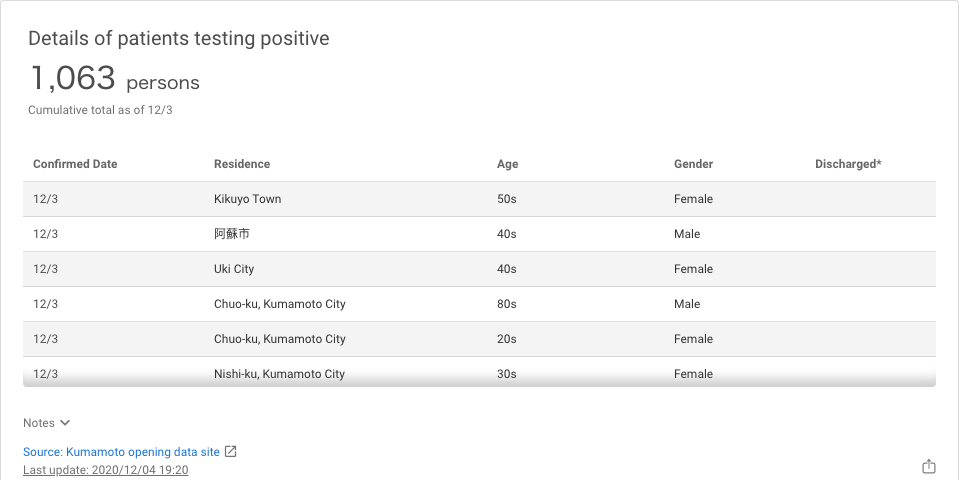 Details of patients testing positive
1,063 persons
Cumulative total as of 12/3
Confirmed Date Residence Age Gender Discharged*
12/3 Kikuyo Town 50s Female
12/3 阿蘇市 40s Male
12/3 Uki City 40s Female
12/3 Chuo-ku, Kumamoto City 80s Male
12/3 Chuo-ku, Kumamoto City 20s Female
12/3 Nishi-ku, Kumamoto City 30s Female
Notes
Source: Kumamoto opening data site
Last update: 2020/12/04 19:20